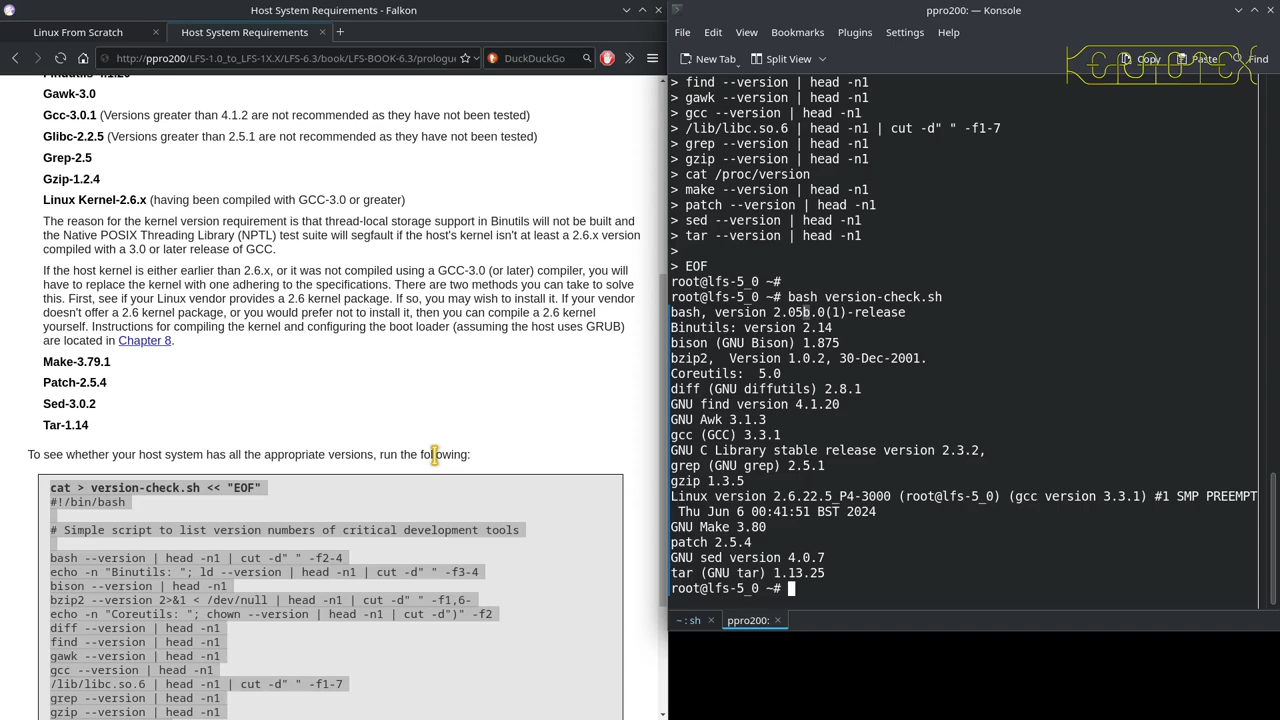 Host System Requirements - Falkon
Linux From Scratch
Host System Requirements
http://ppro200/LFS-1.0_to_LFS-1X.X/LFS-6.3/book/LFS-BOOK-6.3/prologu
DuckDuckGo
Gawk-3.0
Gcc-3.0.1 (Versions greater than 4.1.2 are not recommended as they have not been tested)
Glibc-2.2.5 (Versions greater than 2.5.1 are not recommended as they have not been tested)
Grep-2.5
Gzip-1.2.4
Linux Kernel-2.6.x (having been compiled with GCC-3.0 or greater)
The reason for the kernel version requirement is that thread-local storage support in Binutils will not be built and
the Native POSIX Threading Library (NPTL) test suite will segfault if the host's kernel isn't at least a 2.6.x version
compiled with a 3.0 or later release of GCC.
If the host kernel is either earlier than 2.6.x, or it was not compiled using a GCC-3.0 (or later) compiler, you will
have to replace the kernel with one adhering to the specifications. There are two methods you can take to solve
this. First, see if your Linux vendor provides a 2.6 kernel package. If so, you may wish to install it. If your vendor
doesn't offer a 2.6 kernel package, or you would prefer not to install it, then you can compile a 2.6 kernel
yourself. Instructions for compiling the kernel and configuring the boot loader (assuming the host uses GRUB)
are located in Chapter 8.
Make-3.79.1
Patch-2.5.4
Sed-3.0.2
Tar-1.14
To see whether your host system has all the appropriate versions, run the following:
cat > version-check.sh << "EOF"
#!/bin/bash
# Simple script to list version numbers of critical development tools
bash --version | head -n1 | cut -d" " -f2-4
echo -n "Binutils: "; ld --version | head -n1 | cut -d" " -f3-4
bison --version | head -n1
bzip2 --version 2>&1 < /dev/null | head -n1 | cut -d" " -f1,6-
echo -n "Coreutils: "; chown --version | head -n1 | cut -d")" -f2
diff --version | head -n1
find --version | head -n1
gawk --version | head -n1
gcc --version | head -n1
/lib/libc.so.6 | head -n1 | cut -d" " -f1-7
grep --version | head -n1
gzip --version | head -n1
ppro200: — Konsole
File Edit View Bookmarks Plugins Settings Help
New Tab Split View Copy Paste Find
> find --version | head -n1
> gawk --version | head -n1
> gcc --version | head -n1
> /lib/libc.so.6 | head -n1 | cut -d" " -f1-7
> grep --version | head -n1
> gzip --version | head -n1
> cat /proc/version
> make --version | head -n1
> patch --version | head -n1
> sed --version | head -n1
> tar --version | head -n1
>
> EOF
root@lfs-5_0 ~#
root@lfs-5_0 ~# bash version-check.sh
bash, version 2.05b.0(1)-release
Binutils: version 2.14
bison (GNU Bison) 1.875
bzip2,  Version 1.0.2, 30-Dec-2001.
Coreutils:  5.0
diff (GNU diffutils) 2.8.1
GNU find version 4.1.20
GNU Awk 3.1.3
gcc (GCC) 3.3.1
GNU C Library stable release version 2.3.2,
grep (GNU grep) 2.5.1
gzip 1.3.5
Linux version 2.6.22.5_P4-3000 (root@lfs-5_0) (gcc version 3.3.1) #1 SMP PREEMPT
Thu Jun 6 00:41:51 BST 2024
GNU Make 3.80
patch 2.5.4
GNU sed version 4.0.7
tar (GNU tar) 1.13.25
root@lfs-5_0 ~#
~ : sh
ppro200: